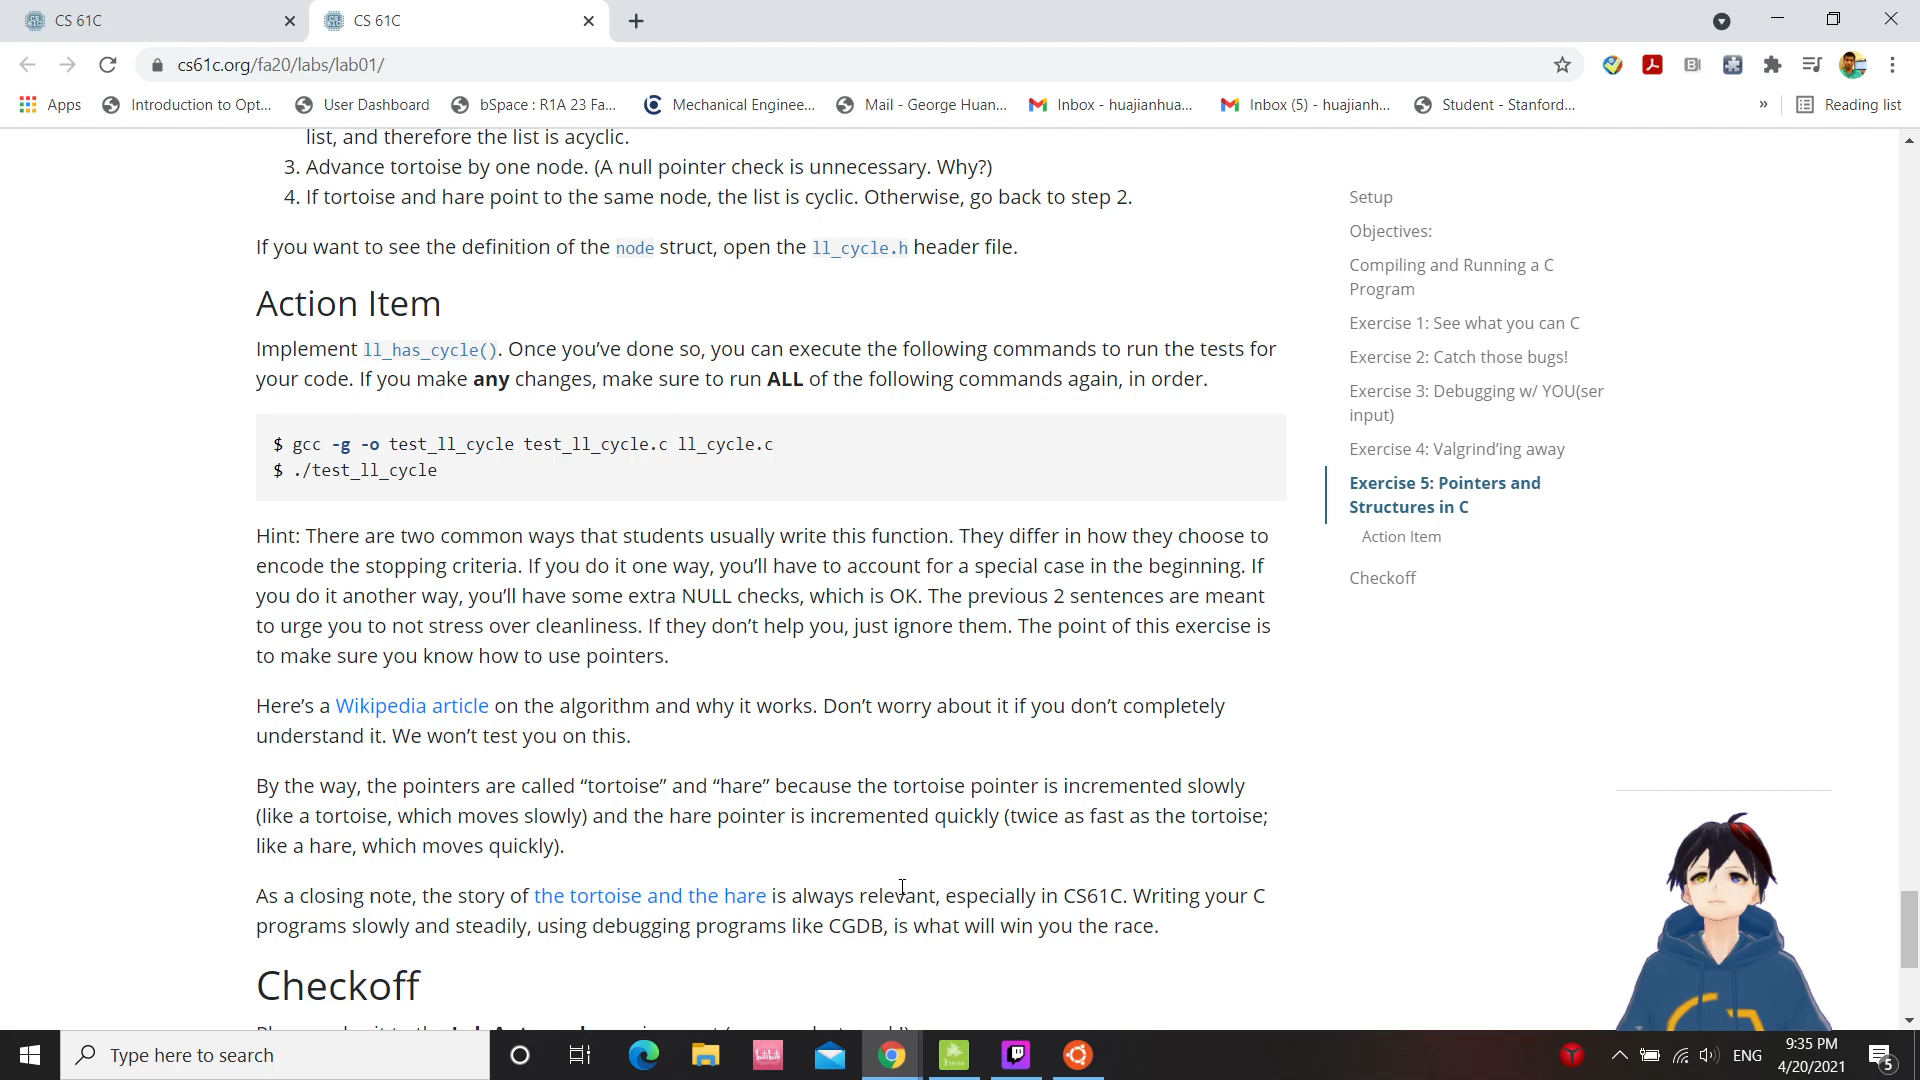 CS 61C
CS 61C
cs61c.org/fa20/labs/lab01/
Apps Introduction to Opt... User Dashboard bSpace : R1A 23 Fa... Mechanical Enginee... Mail - George Huan... Inbox - huajianhua... Inbox (5) - huajianh... Student - Stanford... » Reading list
list, and therefore the list is acyclic.
3. Advance tortoise by one node. (A null pointer check is unnecessary. Why?)
4. If tortoise and hare point to the same node, the list is cyclic. Otherwise, go back to step 2.
If you want to see the definition of the node struct, open the ll_cycle.h header file.
Action Item
Implement ll_has_cycle(). Once you’ve done so, you can execute the following commands to run the tests for
your code. If you make any changes, make sure to run ALL of the following commands again, in order.
$ gcc -g -o test_ll_cycle test_ll_cycle.c ll_cycle.c
$ ./test_ll_cycle
Hint: There are two common ways that students usually write this function. They differ in how they choose to
encode the stopping criteria. If you do it one way, you’ll have to account for a special case in the beginning. If
you do it another way, you’ll have some extra NULL checks, which is OK. The previous 2 sentences are meant
to urge you to not stress over cleanliness. If they don’t help you, just ignore them. The point of this exercise is
to make sure you know how to use pointers.
Here’s a Wikipedia article on the algorithm and why it works. Don’t worry about it if you don’t completely
understand it. We won’t test you on this.
By the way, the pointers are called “tortoise” and “hare” because the tortoise pointer is incremented slowly
(like a tortoise, which moves slowly) and the hare pointer is incremented quickly (twice as fast as the tortoise;
like a hare, which moves quickly).
As a closing note, the story of the tortoise and the hare is always relevant, especially in CS61C. Writing your C
programs slowly and steadily, using debugging programs like CGDB, is what will win you the race.
Checkoff
Setup
Objectives:
Compiling and Running a C
Program
Exercise 1: See what you can C
Exercise 2: Catch those bugs!
Exercise 3: Debugging w/ YOU(ser
input)
Exercise 4: Valgrind’ing away
Exercise 5: Pointers and
Structures in C
Action Item
Checkoff
Type here to search
ENG
9:35 PM
4/20/2021
5